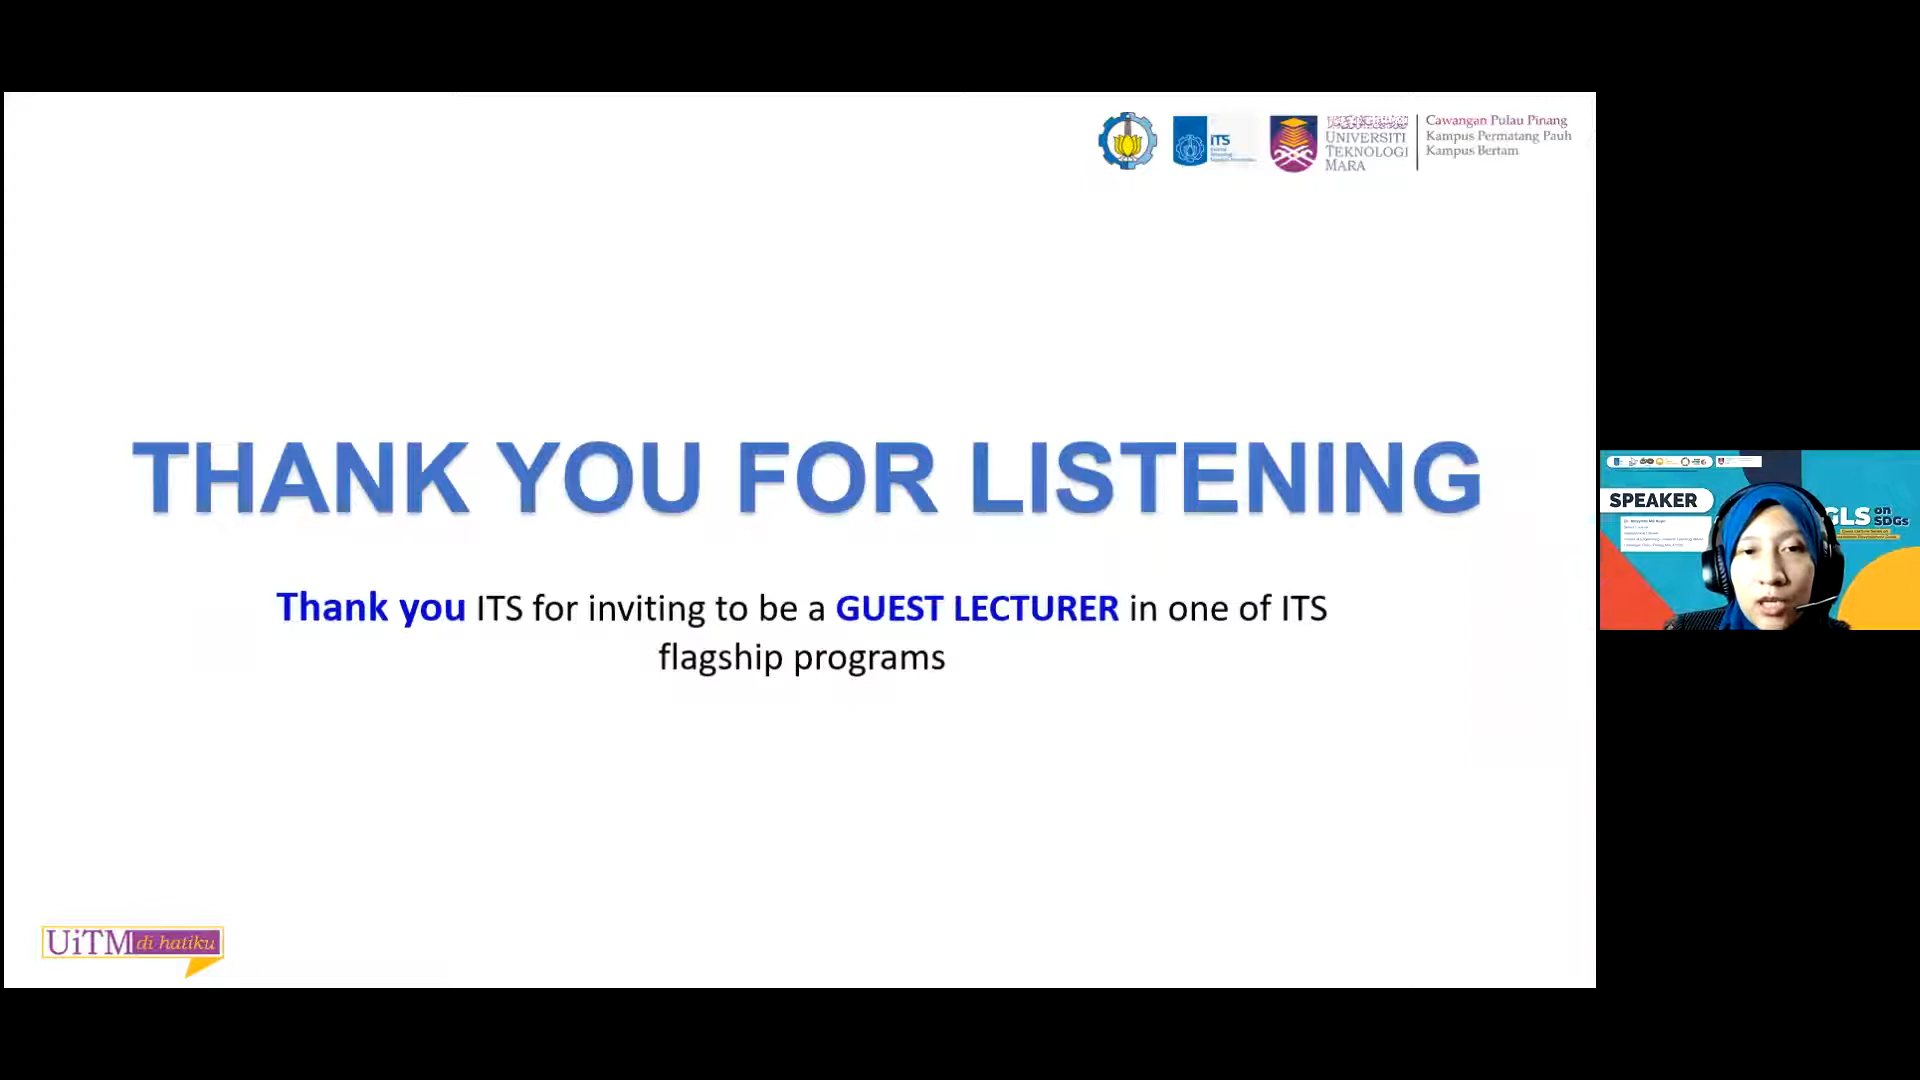 ITS
UNIVERSITI
TEKNOLOGI
MARA
Cawangan Pulau Pinang
Kampus Permatang Pauh
Kampus Bertam
THANK YOU FOR LISTENING
Thank you ITS for inviting to be a GUEST LECTURER in one of ITS
flagship programs
UiTM di hatiku
SPEAKER
GLS on
SDGs